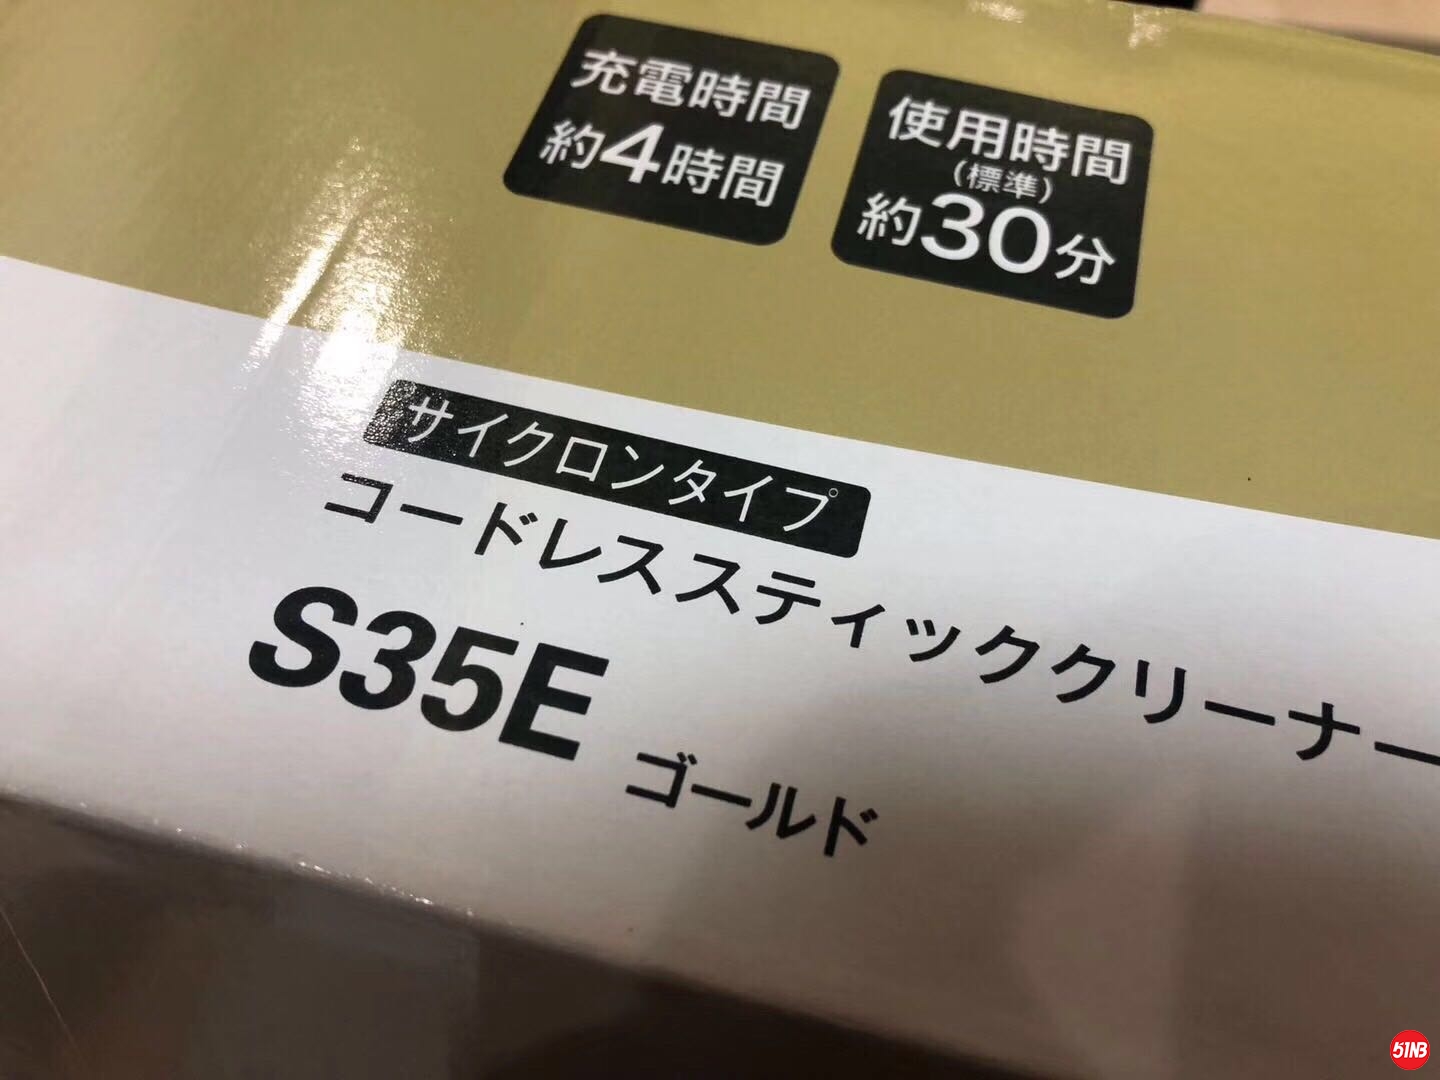 充電時間
約4時間
使用時間
(標準)
約30分
サイクロンタイプ
コードレススティッククリーナー
S35E ゴールド
51NB